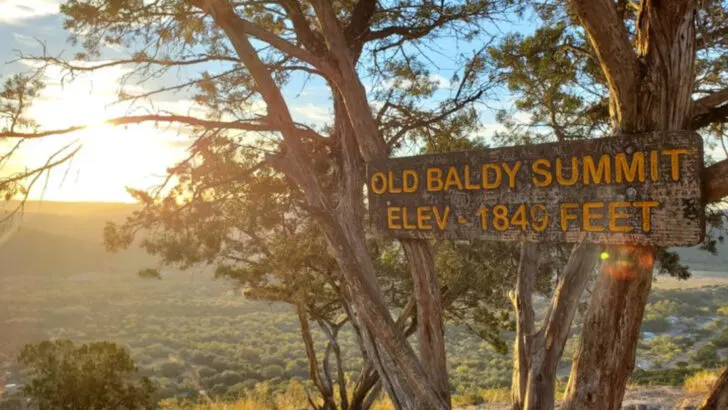 OLD BALDY SUMMIT
ELEV - 1849 FEET